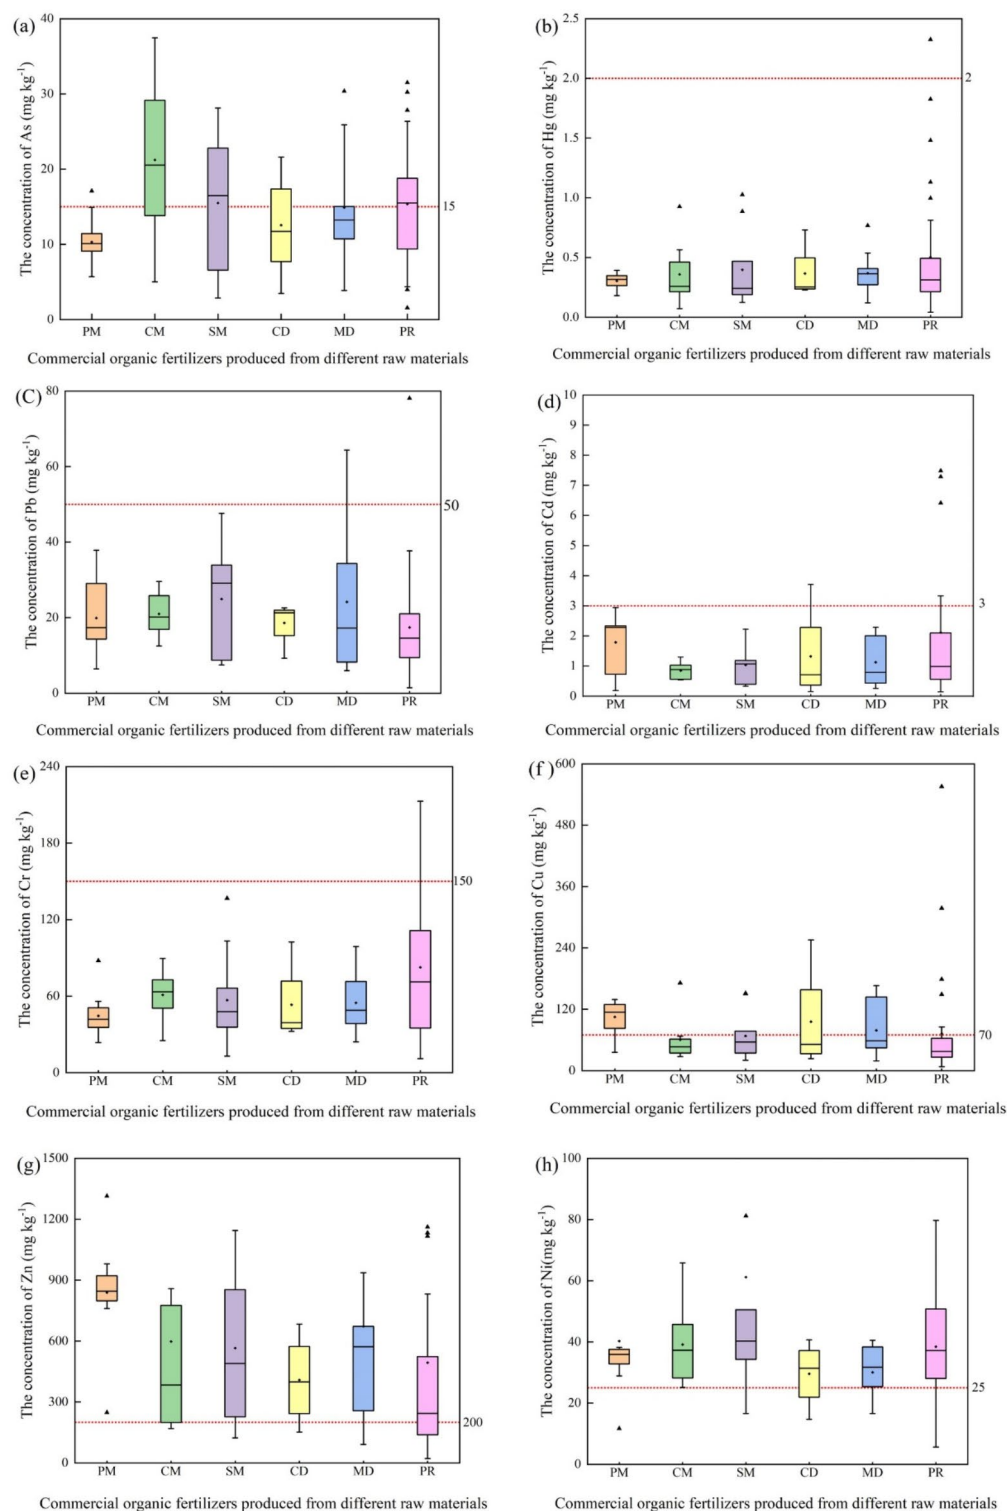 (a)
The concentration of As (mg kg-1)
40
30
20
10
0
15
PM CM SM CD MD PR
Commercial organic fertilizers produced from different raw materials
(b)
The concentration of Hg (mg kg-1)
2.5
2.0
1.5
1.0
0.5
0.0
2
PM CM SM CD MD PR
Commercial organic fertilizers produced from different raw materials
(C)
The concentration of Pb (mg kg-1)
80
60
40
20
0
50
PM CM SM CD MD PR
Commercial organic fertilizers produced from different raw materials
(d)
The concentration of Cd (mg kg-1)
10
9
8
7
6
5
4
3
2
1
0
3
PM CM SM CD MD PR
Commercial organic fertilizers produced from different raw materials
(e)
The concentration of Cr (mg kg-1)
240
180
120
60
0
150
PM CM SM CD MD PR
Commercial organic fertilizers produced from different raw materials
(f )
The concentration of Cu (mg kg-1)
600
480
360
240
120
0
70
PM CM SM CD MD PR
Commercial organic fertilizers produced from different raw materials
(g)
The concentration of Zn (mg kg-1)
1500
1200
900
600
300
0
200
PM CM SM CD MD PR
Commercial organic fertilizers produced from different raw materials
(h)
The concentration of Ni(mg kg-1)
100
80
60
40
20
0
25
PM CM SM CD MD PR
Commercial organic fertilizers produced from different raw materials